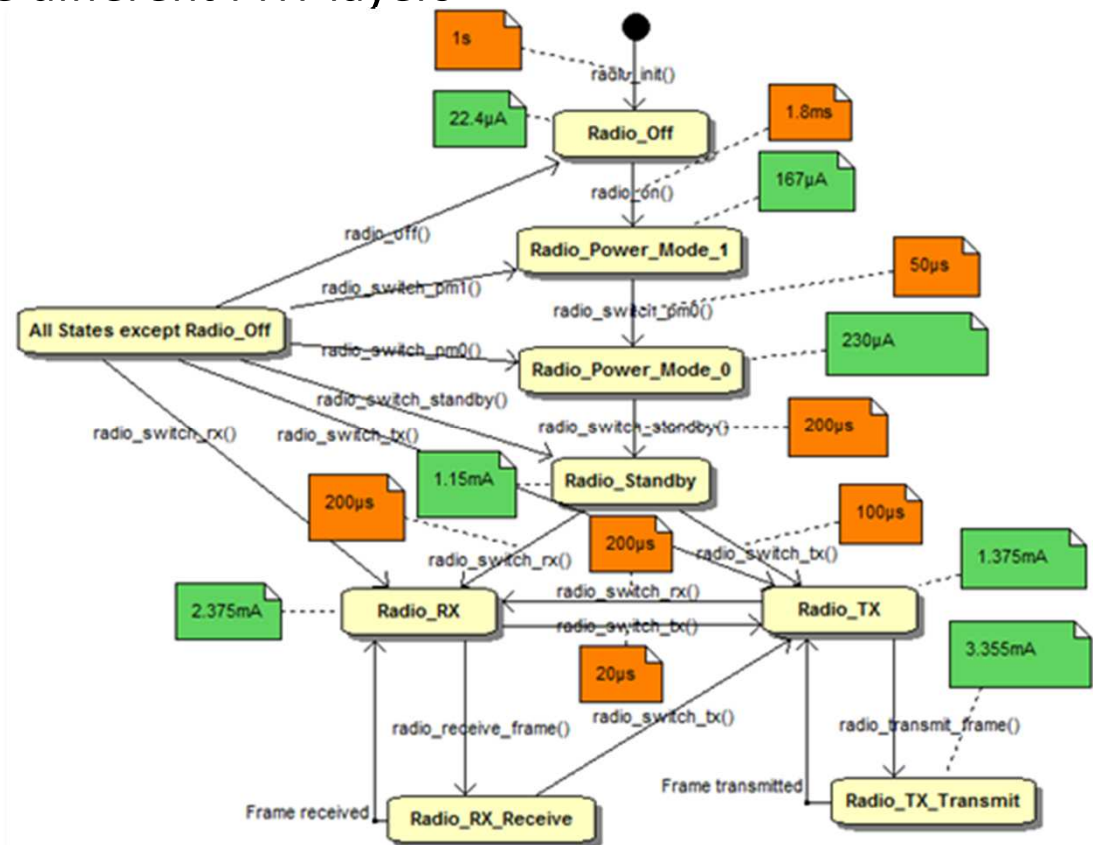 1s
radio_init()
22.4µA
Radio_Off
1.8ms
167µA
radio_on()
radio_off()
Radio_Power_Mode_1
radio_switch_pm1()
50µs
radio_switch_pm0()
All States except Radio_Off
230µA
radio_switch_pm0()
Radio_Power_Mode_0
radio_switch_standby()
radio_switch_standby()
200µs
radio_switch_rx()
radio_switch_tx()
1.15mA
Radio_Standby
200µs
100µs
200µs
radio_switch_rx()
radio_switch_tx()
1.375mA
2.375mA
Radio_RX
radio_switch_rx()
Radio_TX
radio_switch_tx()
3.355mA
20µs
radio_switch_tx()
radio_receive_frame()
radio_transmit_frame()
Frame received
Radio_RX_Receive
Frame transmitted
Radio_TX_Transmit